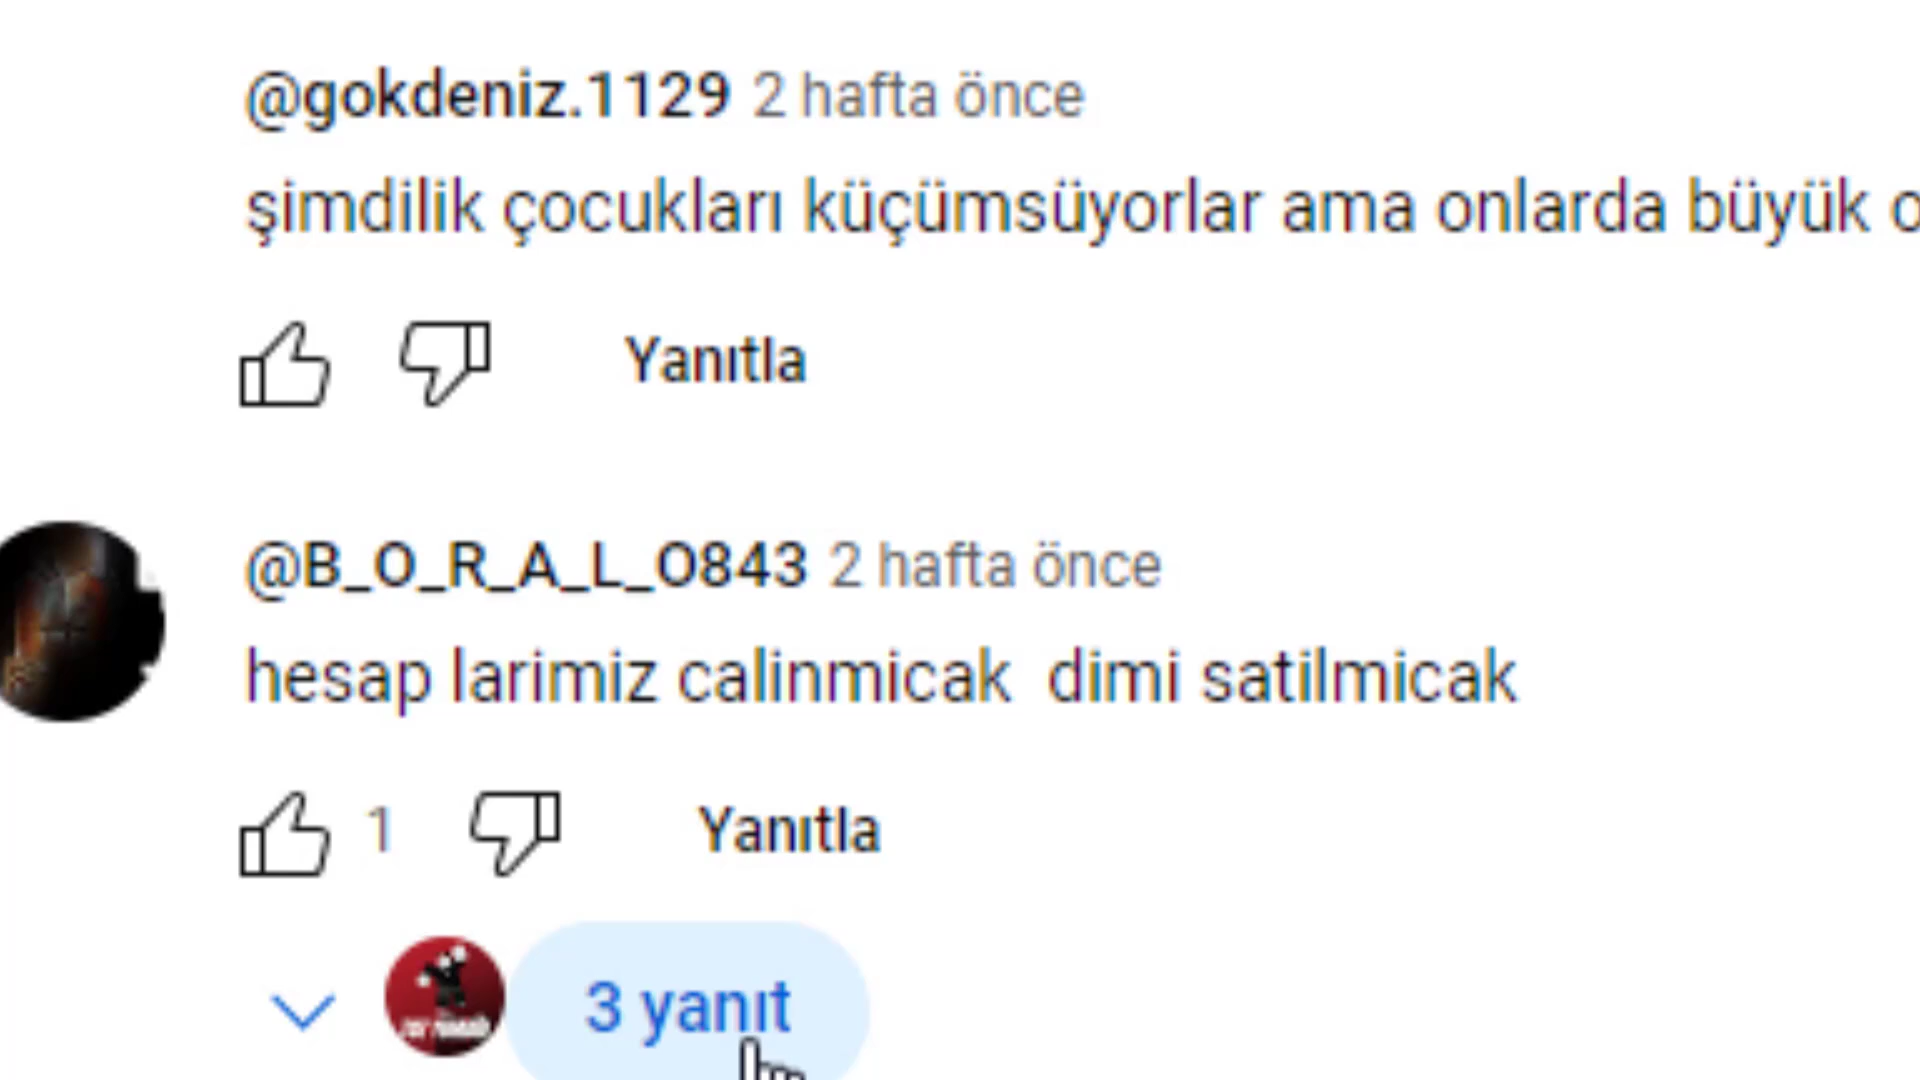 @gokdeniz.1129 2 hafta önce
şimdilik çocukları küçümsüyorlar ama onlarda büyük
Yanıtla
@B_O_R_A_L_O843 2 hafta önce
hesap larimiz calinmicak dimi satilmicak
1 Yanıtla
3 yanıt